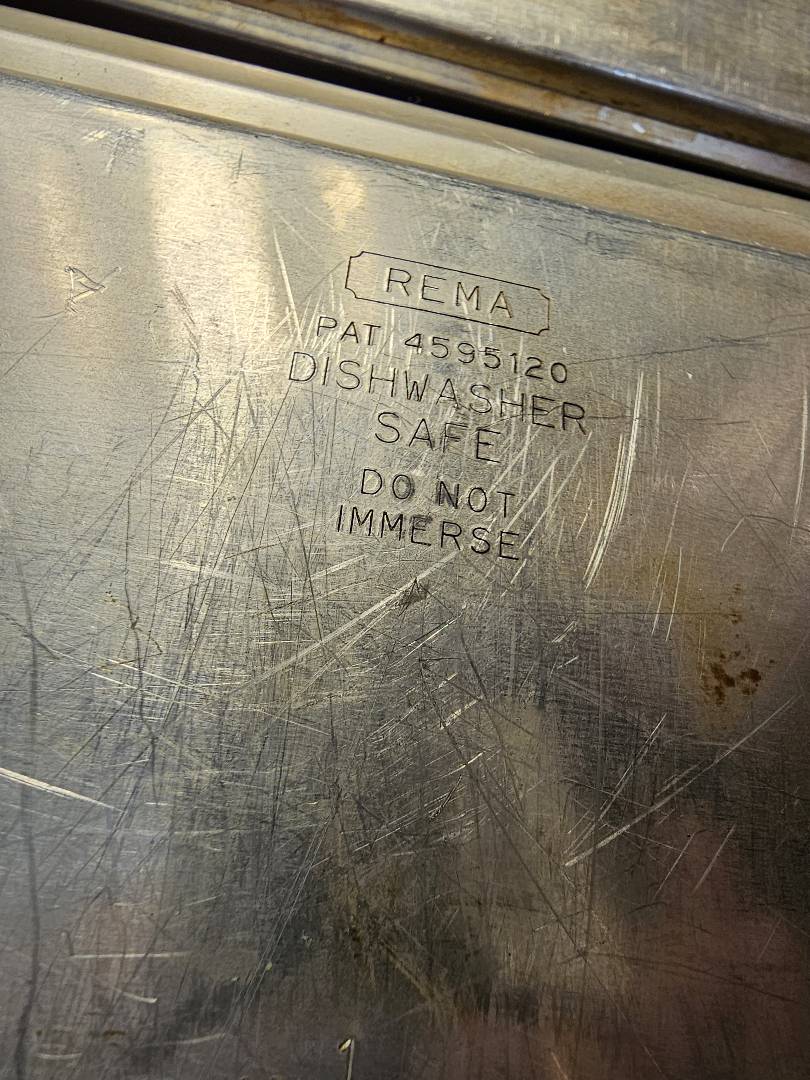 REMA
PAT. 4595120
DISHWASHER
SAFE
DO NOT
IMMERSE